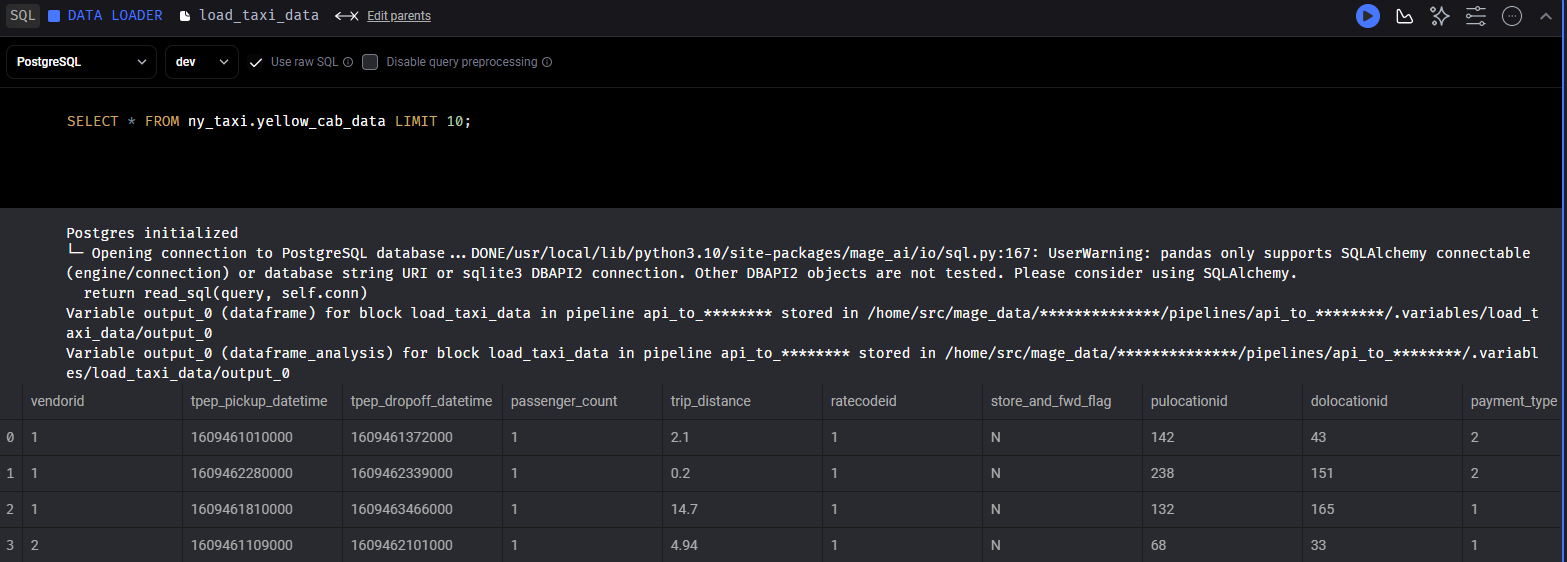 SQL DATA LOADER load_taxi_data Edit parents
PostgreSQL dev Use raw SQL Disable query preprocessing
SELECT * FROM ny_taxi.yellow_cab_data LIMIT 10;
Postgres initialized
└─ Opening connection to PostgreSQL database...DONE/usr/local/lib/python3.10/site-packages/mage_ai/io/sql.py:167: UserWarning: pandas only supports SQLAlchemy connectable
(engine/connection) or database string URI or sqlite3 DBAPI2 connection. Other DBAPI2 objects are not tested. Please consider using SQLAlchemy.
return read_sql(query, self.conn)
Variable output_0 (dataframe) for block load_taxi_data in pipeline api_to_******** stored in /home/src/mage_data/**************/pipelines/api_to_********/.variables/load_t
axi_data/output_0
Variable output_0 (dataframe_analysis) for block load_taxi_data in pipeline api_to_******** stored in /home/src/mage_data/**************/pipelines/api_to_********/.variabl
es/load_taxi_data/output_0
vendorid tpep_pickup_datetime tpep_dropoff_datetime passenger_count trip_distance ratecodeid store_and_fwd_flag pulocationid dolocationid payment_type
0 1 1609461010000 1609461372000 1 2.1 1 N 142 43 2
1 1 1609462280000 1609462339000 1 0.2 1 N 238 151 2
2 1 1609461810000 1609463466000 1 14.7 1 N 132 165 1
3 2 1609461109000 1609462101000 1 4.94 1 N 68 33 1